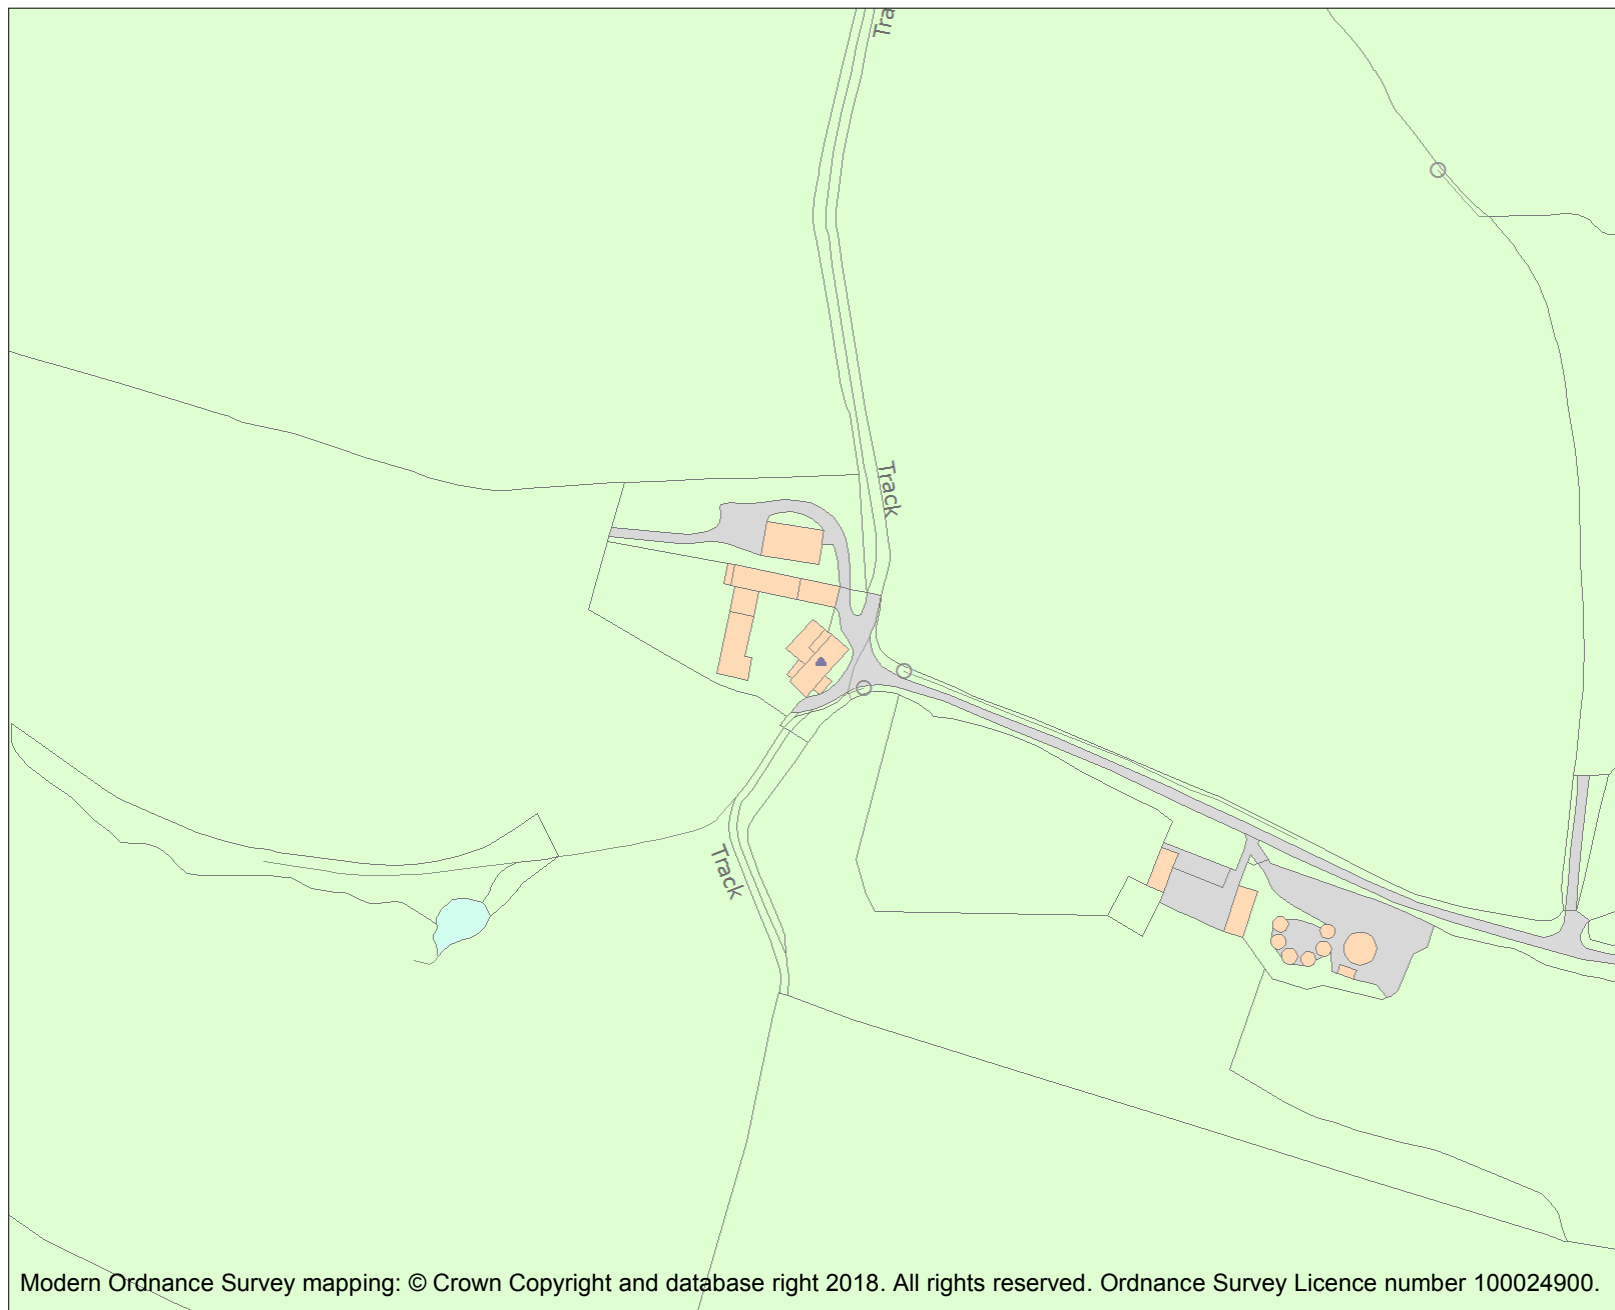 Tra
Track
Track
Modern Ordnance Survey mapping: © Crown Copyright and database right 2018. All rights reserved. Ordnance Survey Licence number 100024900.